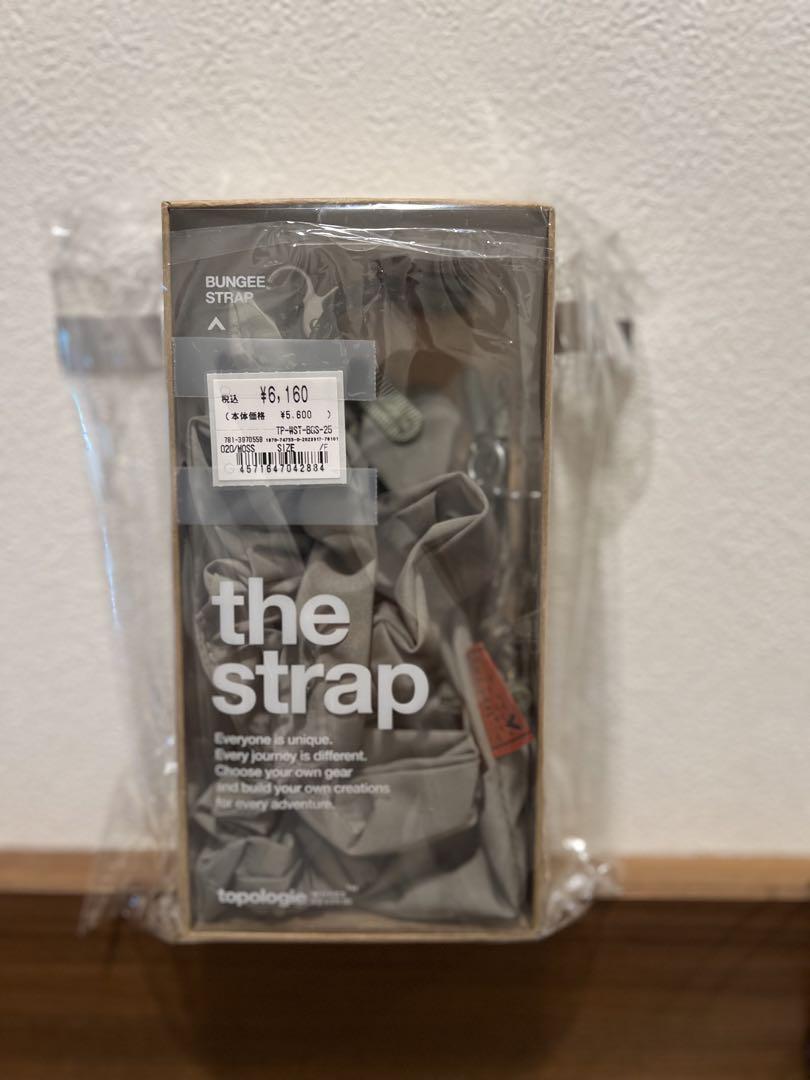 BUNGEE
STRAP
税込 ¥6,160
(本体価格 ¥5,600 )
TP-WST-BGS-25
020/MOSS SIZE /F
4571647042884
the
strap
Everyone is unique.
Every journey is different.
Choose your own gear
and build your own creations
for every adventure.
topologie